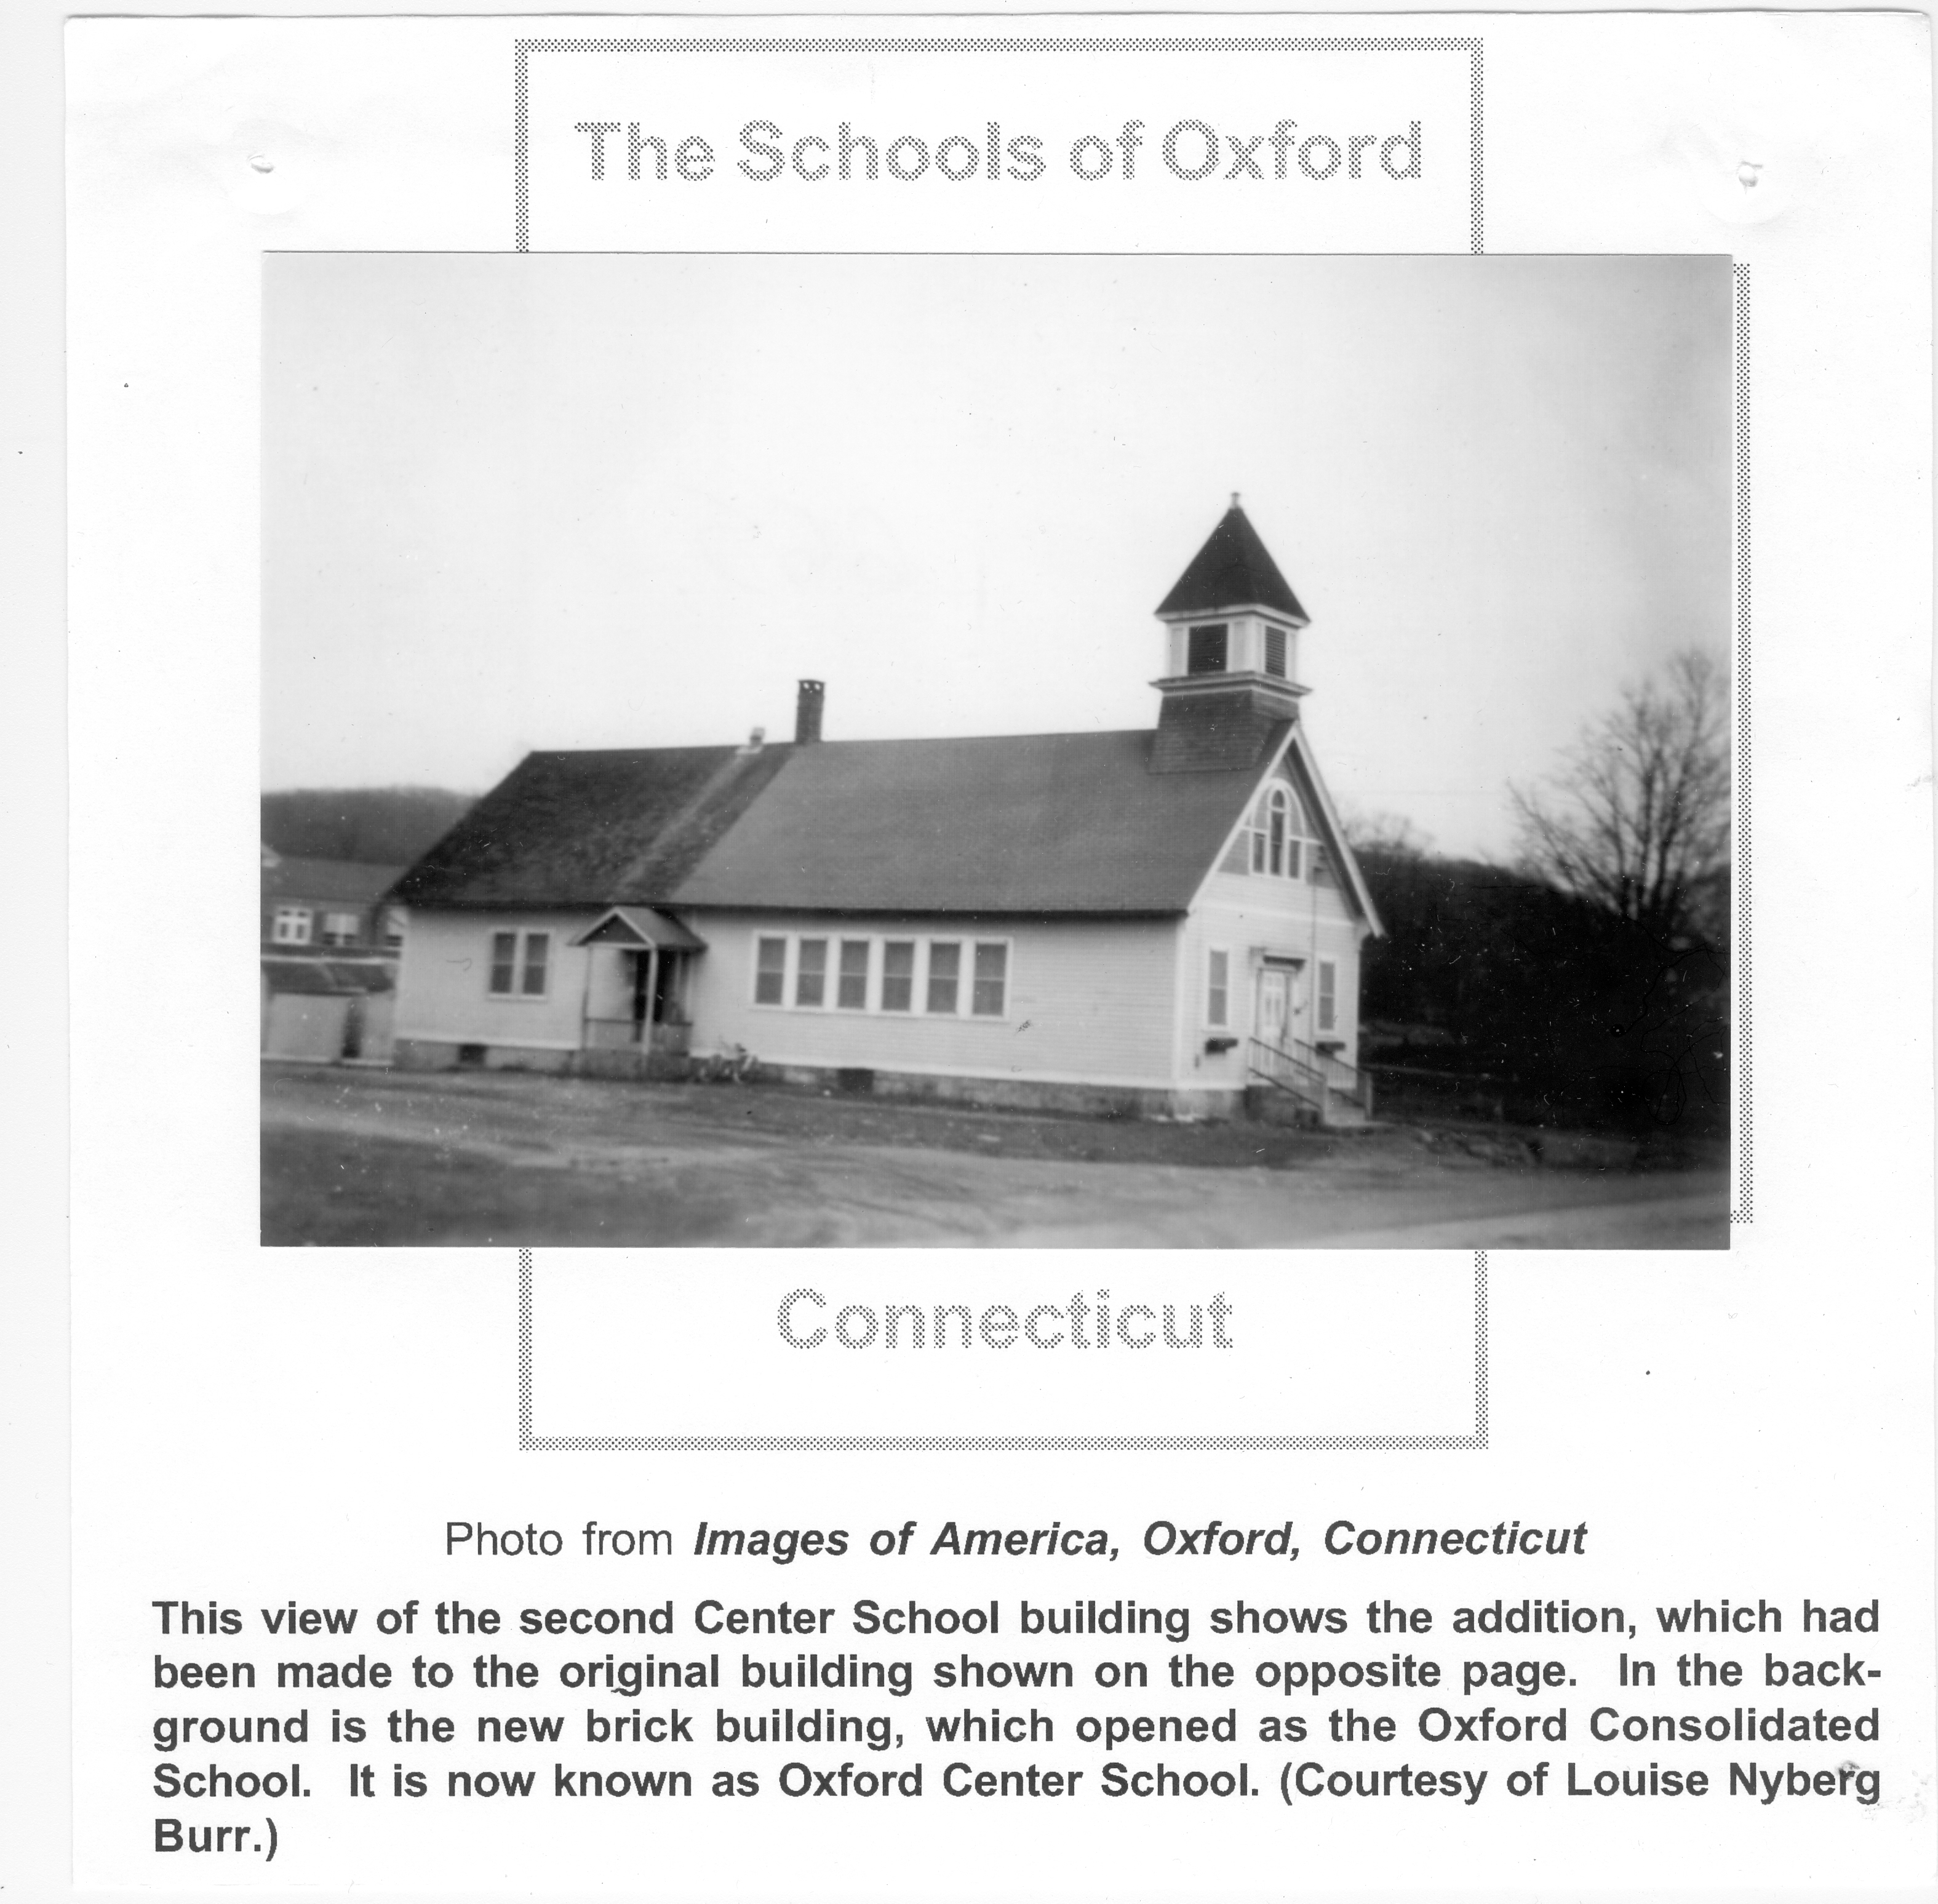 The Schools of Oxford
Connecticut
Photo from Images of America, Oxford, Connecticut
This view of the second Center School building shows the addition, which had
been made to the original building shown on the opposite page. In the back-
ground is the new brick building, which opened as the Oxford Consolidated
School. It is now known as Oxford Center School. (Courtesy of Louise Nyberg
Burr.)